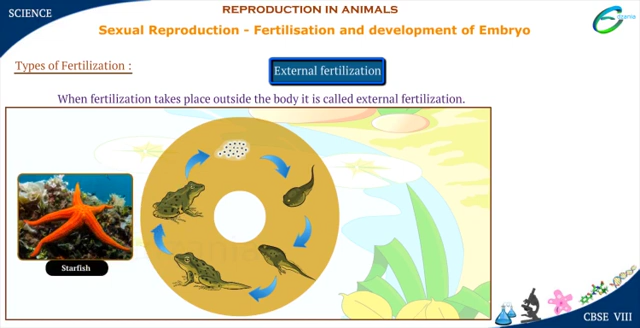 SCIENCE
REPRODUCTION IN ANIMALS
Sexual Reproduction - Fertilisation and development of Embryo
Types of Fertilization :
External fertilization
When fertilization takes place outside the body it is called external fertilization.
Starfish
CBSE VIII